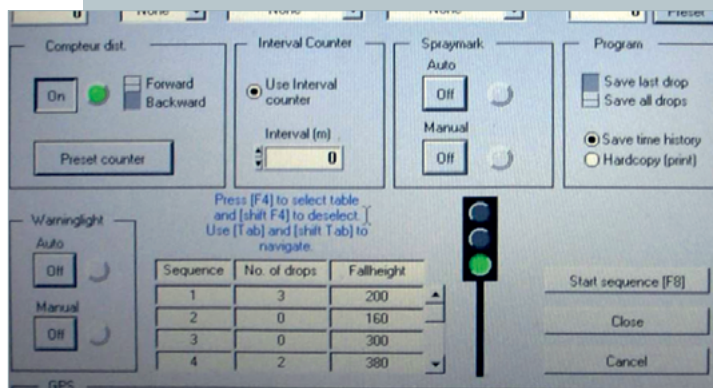 0 None None None 0 Preset
Compteur dist.
On
Forward
Backward
Preset counter
Interval Counter
Use Interval
counter
Interval (m)
0
Spraymark
Auto
Off
Manual
Off
Program
Save last drop
Save all drops
Save time history
Hardcopy (print)
Warninglight
Auto
Off
Manual
Off
Press [F4] to select table
and [shift F4] to deselect.
Use [Tab] and [shift Tab] to
navigate.
Sequence No. of drops Fallheight
1 3 200
2 0 160
3 0 300
4 2 380
Start sequence [F8]
Close
Cancel
GPS